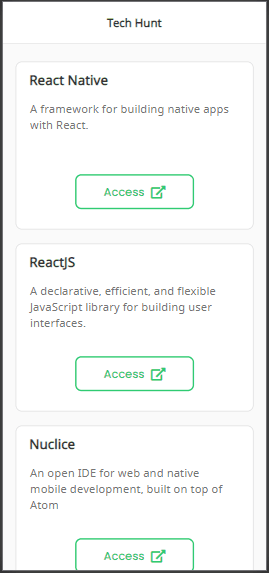 Tech Hunt
React Native
A framework for building native apps
with React.
Access
ReactJS
A declarative, efficient, and flexible
JavaScript library for building user
interfaces.
Access
Nuclice
An open IDE for web and native
mobile development, built on top of
Atom
Access